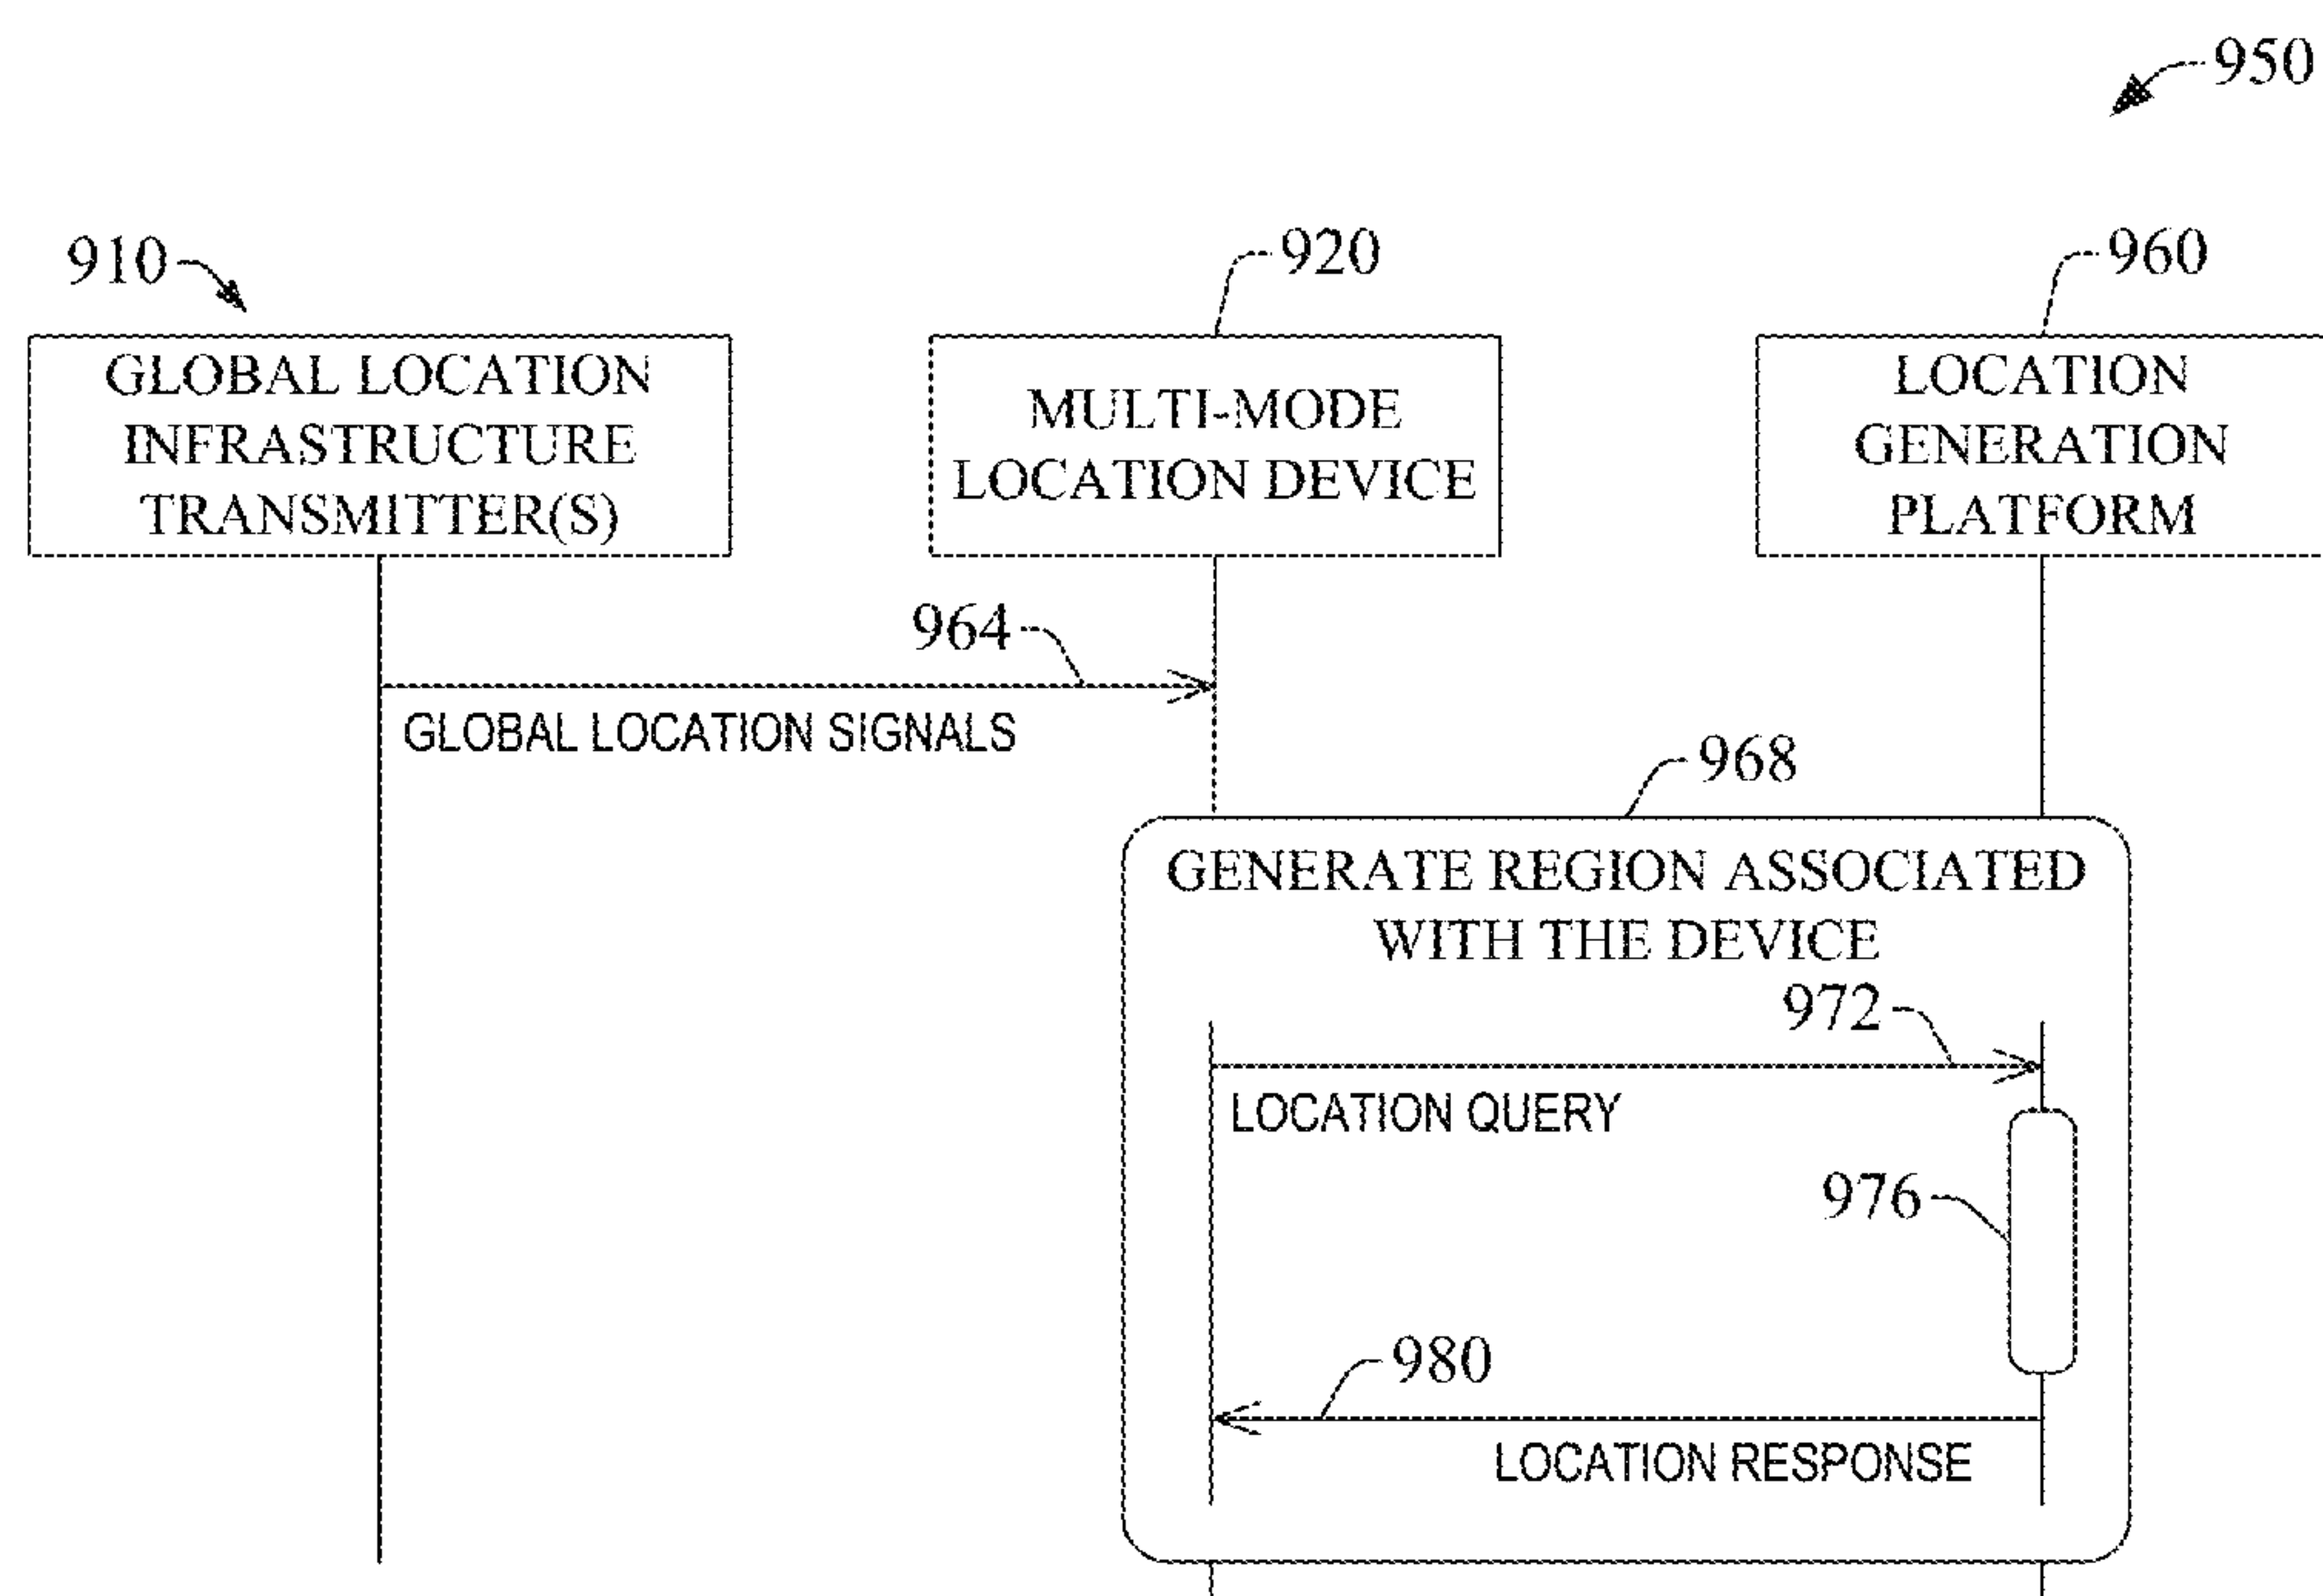 950
910
920
960
GLOBAL LOCATION
INFRASTRUCTURE
TRANSMITTER(S)
MULTI-MODE
LOCATION DEVICE
LOCATION
GENERATION
PLATFORM
964
GLOBAL LOCATION SIGNALS
968
GENERATE REGION ASSOCIATED
WITH THE DEVICE
972
LOCATION QUERY
976
980
LOCATION RESPONSE